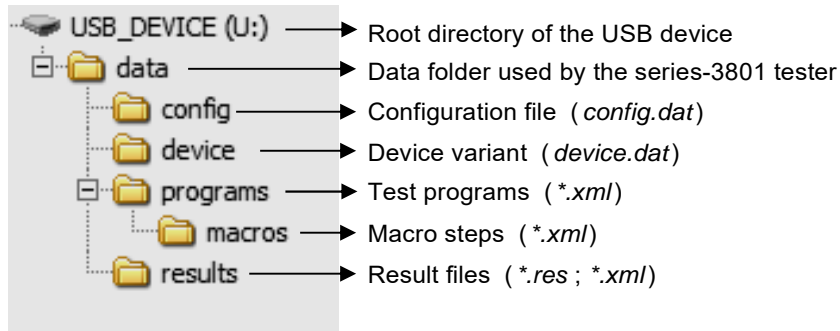 USB_DEVICE (U:) Root directory of the USB device
data Data folder used by the series-3801 tester
config Configuration file (config.dat)
device Device variant (device.dat)
programs Test programs (*.xml)
macros Macro steps (*.xml)
results Result files (*.res ; *.xml)